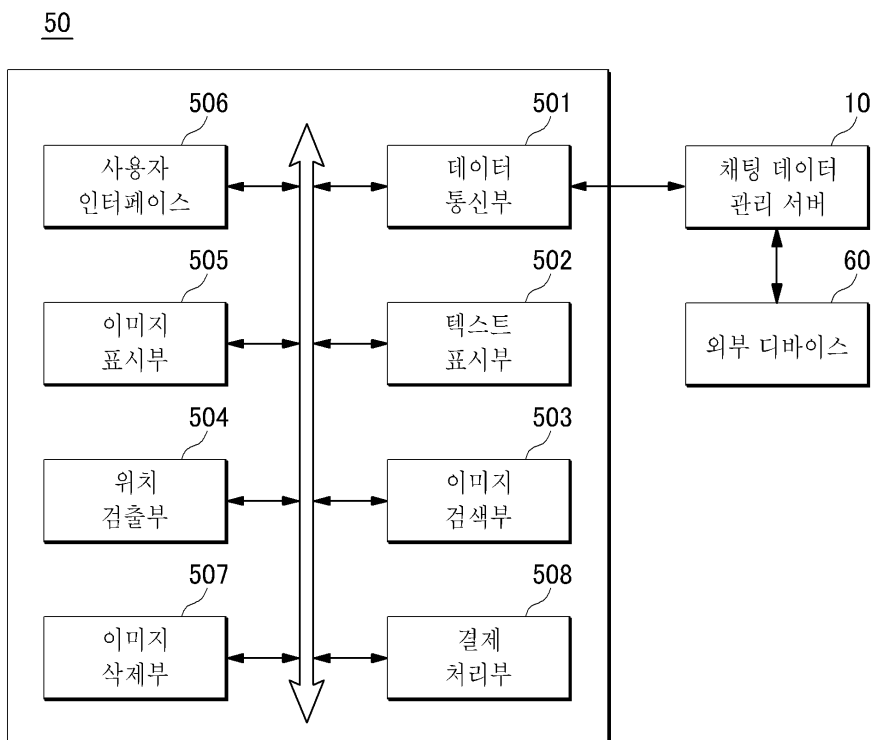 50
506
사용자
인터페이스
501
데이터
통신부
10
채팅 데이터
관리 서버
505
이미지
표시부
502
텍스트
표시부
60
외부 디바이스
504
위치
검출부
503
이미지
검색부
507
이미지
삭제부
508
결제
처리부